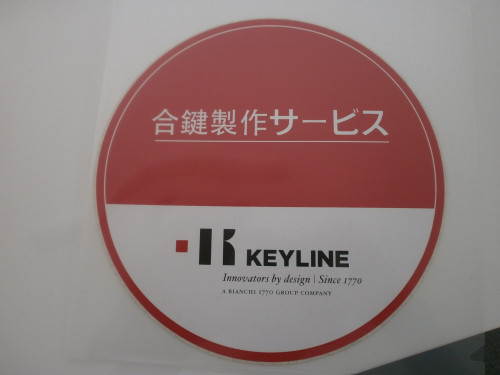 合鍵製作サービス
KEYLINE
Innovators by design | Since 1770
A BIANCHI 1770 GROUP COMPANY